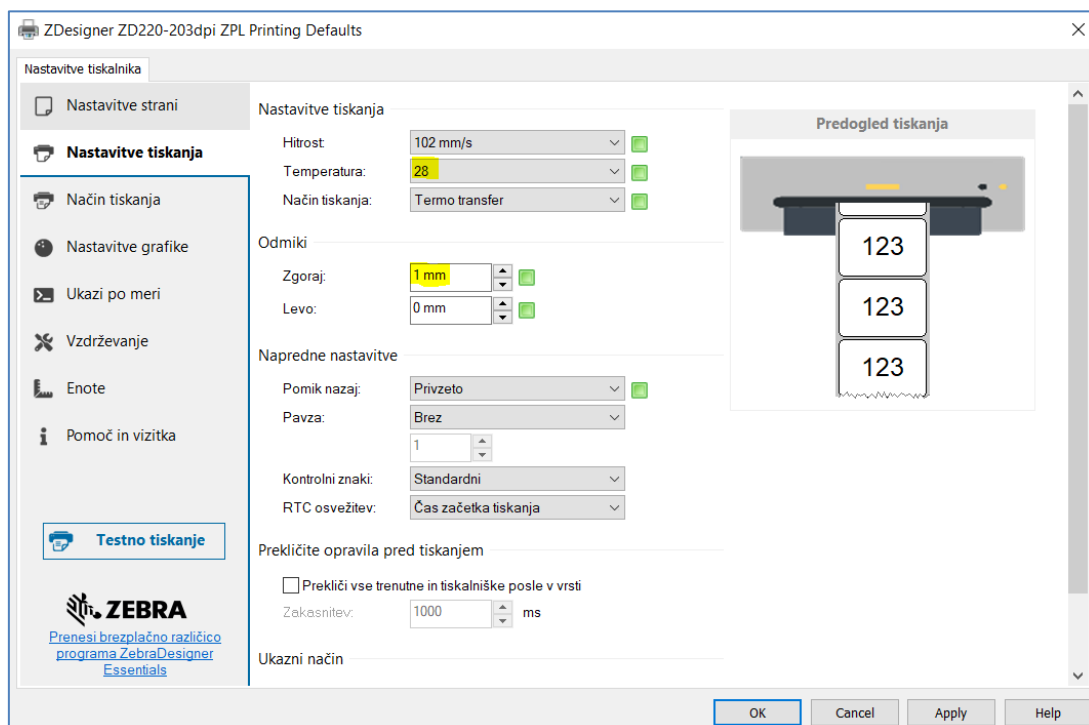 ZDesigner ZD220-203dpi ZPL Printing Defaults
Nastavitve tiskalnika
Nastavitve strani
Nastavitve tiskanja
Način tiskanja
Nastavitve grafike
Ukazi po meri
Vzdrževanje
Enote
Pomoč in vizitka
Testno tiskanje
ZEBRA
Prenesi brezplačno različico
programa ZebraDesigner
Essentials
Nastavitve tiskanja
Hitrost: 102 mm/s
Temperatura: 28
Način tiskanja: Termo transfer
Odmiki
Zgoraj: 1 mm
Levo: 0 mm
Napredne nastavitve
Pomik nazaj: Privzeto
Pavza: Brez
1
Kontrolni znaki: Standardni
RTC osvežitev: Čas začetka tiskanja
Prekličite opravila pred tiskanjem
Prekliči vse trenutne in tiskalniške posle v vrsti
Zakasnitev: 1000 ms
Ukazni način
Predogled tiskanja
123
123
123
OK Cancel Apply Help